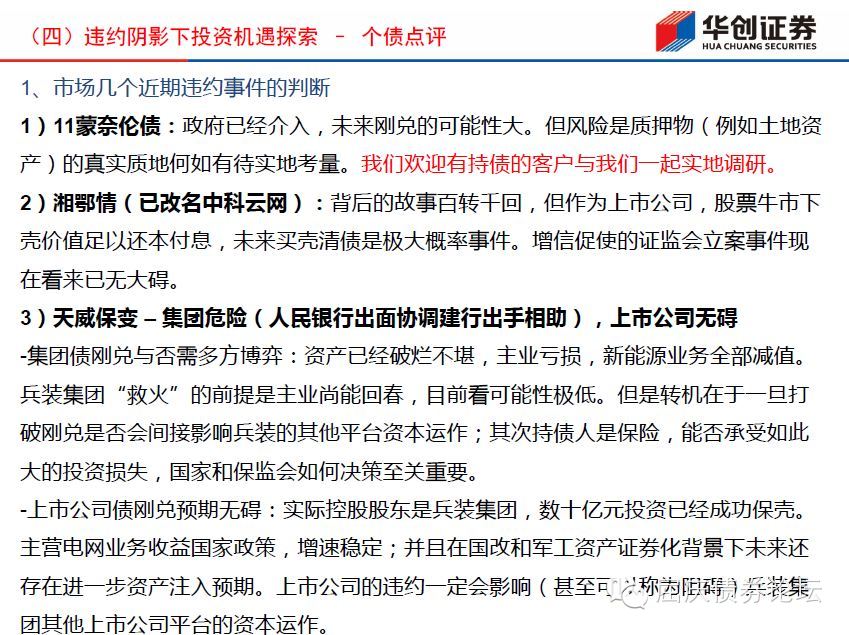 （四）违约阴影下投资机遇探索 – 个债点评
华创证券
HUA CHUANG SECURITIES
1、市场几个近期违约事件的判断
1）11蒙奈伦债：政府已经介入，未来刚兑的可能性大。但风险是质押物（例如土地资
产）的真实质地何如有待实地考量。我们欢迎有持债的客户与我们一起实地调研。
2）湘鄂情（已改名中科云网）：背后的故事百转千回，但作为上市公司，股票牛市下
壳价值足以还本付息，未来买壳清债是极大概率事件。增信促使的证监会立案事件现
在看来已无大碍。
3）天威保变 – 集团危险（人民银行出面协调建行出手相助），上市公司无碍
-集团债刚兑与否需多方博弈：资产已经破烂不堪，主业亏损，新能源业务全部减值。
兵装集团“救火”的前提是主业尚能回春，目前看可能性极低。但是转机在于一旦打
破刚兑是否会间接影响兵装的其他平台资本运作；其次持债人是保险，能否承受如此
大的投资损失，国家和保监会如何决策至关重要。
-上市公司债刚兑预期无碍：实际控股股东是兵装集团，数十亿元投资已经成功保壳。
主营电网业务收益国家政策，增速稳定；并且在国改和军工资产证券化背景下未来还
存在进一步资产注入预期。上市公司的违约一定会影响（甚至可以称为阻碍）兵装集
团其他上市公司平台的资本运作。
屈庆债券论坛